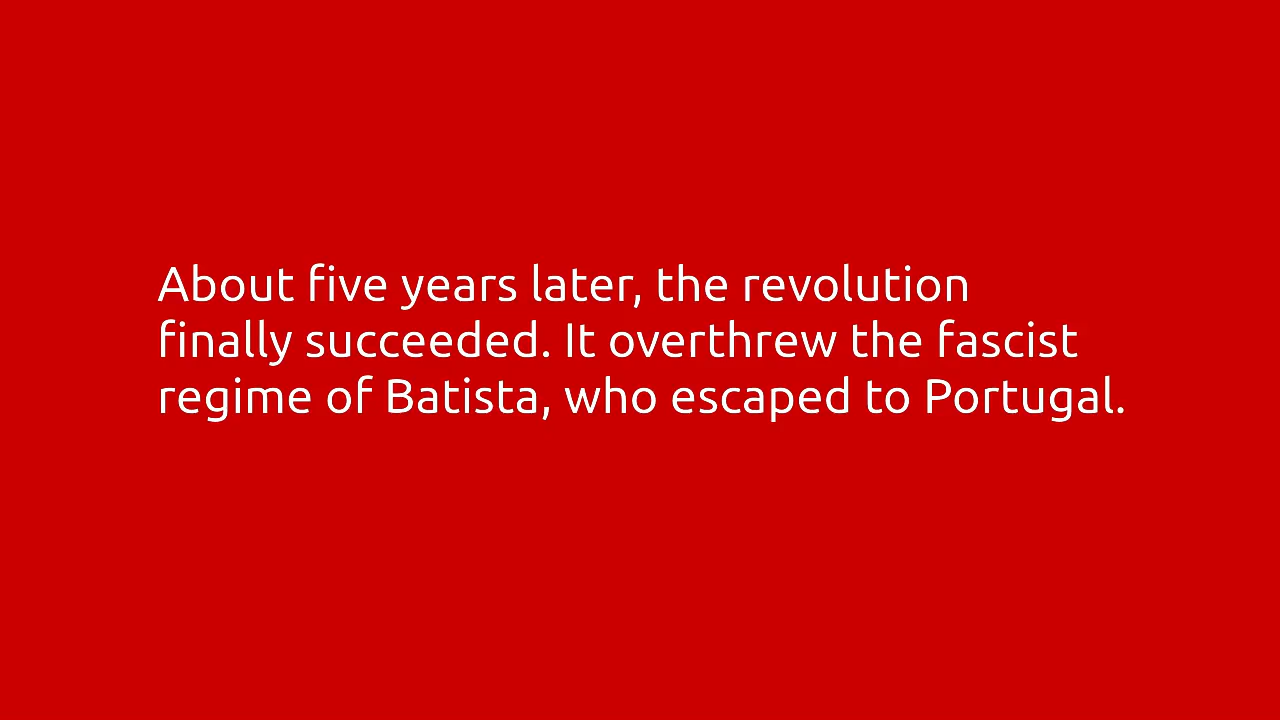 About five years later, the revolution
finally succeeded. It overthrew the fascist
regime of Batista, who escaped to Portugal.